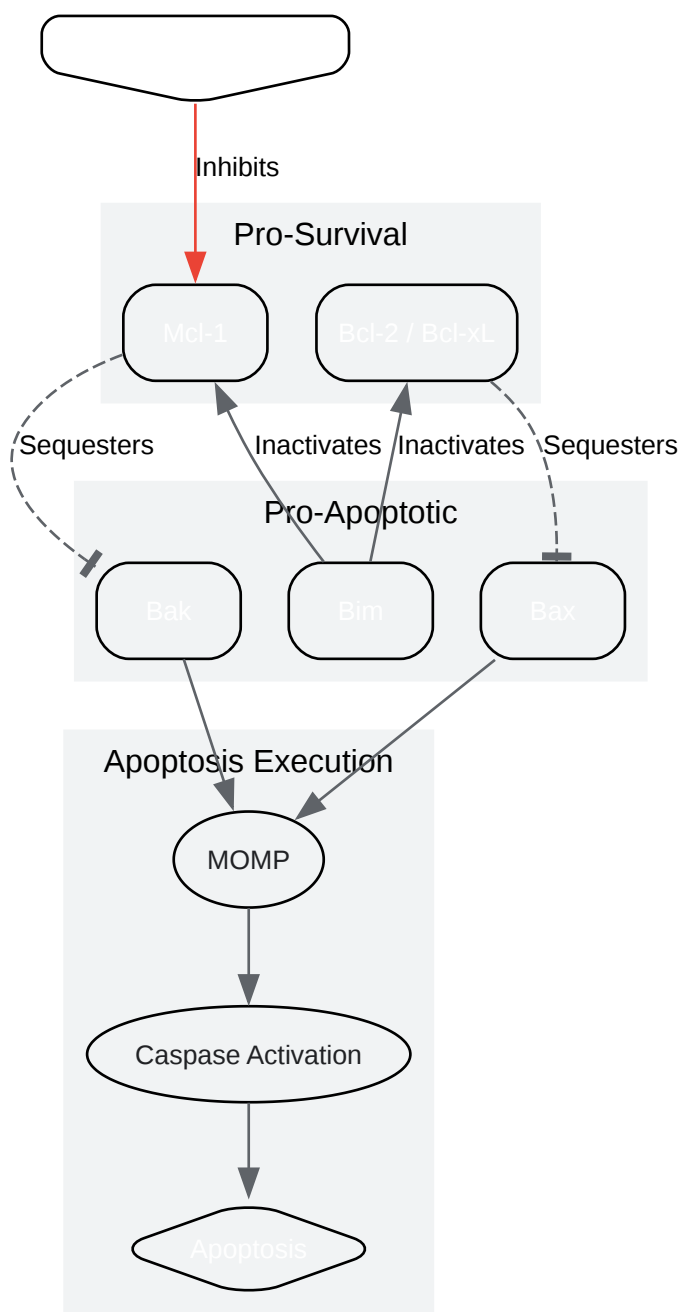 Inhibits
Pro-Survival
Mcl-1
Bcl-2 / Bcl-xL
Sequesters
Inactivates
Inactivates
Sequesters
Pro-Apoptotic
Bak
Bim
Bax
Apoptosis Execution
MOMP
Caspase Activation
Apoptosis